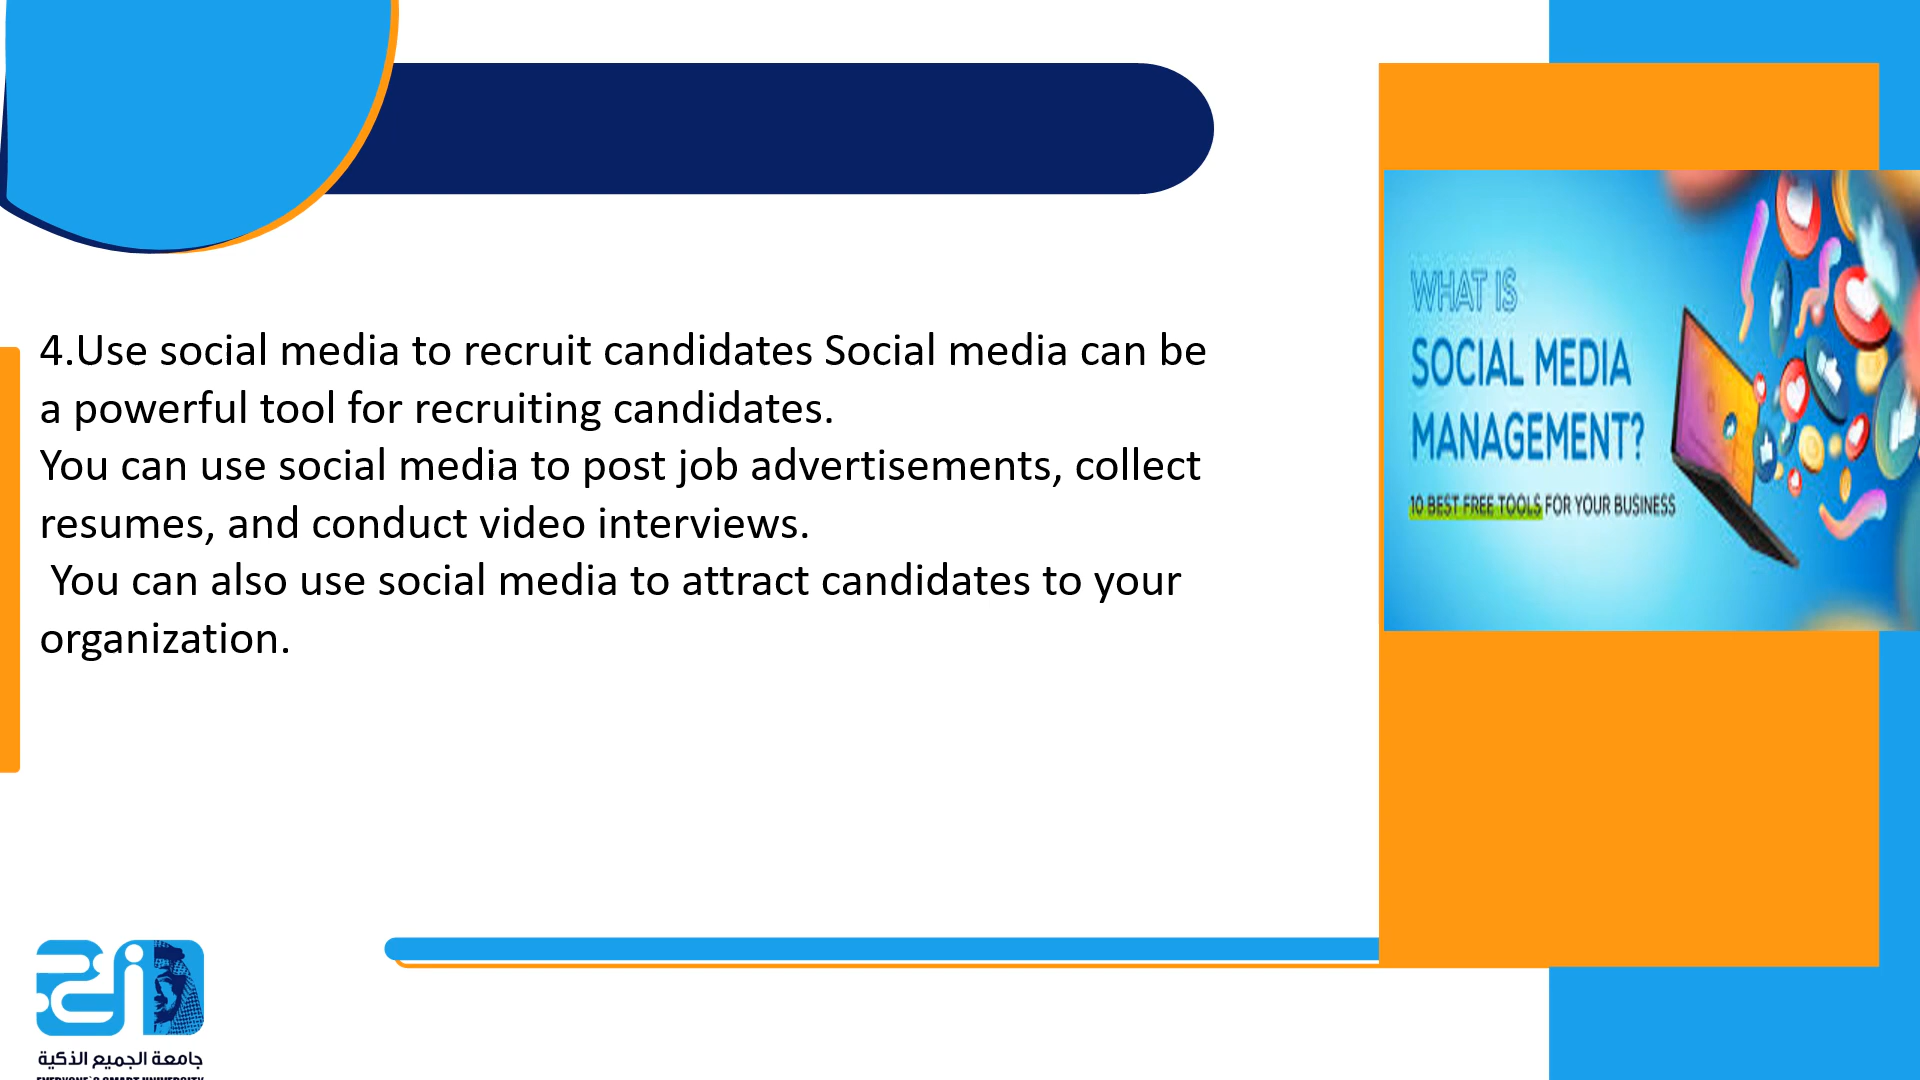 4.Use social media to recruit candidates Social media can be
a powerful tool for recruiting candidates.
You can use social media to post job advertisements, collect
resumes, and conduct video interviews.
You can also use social media to attract candidates to your
organization.
WHAT IS
SOCIAL MEDIA
MANAGEMENT?
10 BEST FREE TOOLS FOR YOUR BUSINESS
جامعة الجميع الذكية
EVERYONE'S SMART UNIVERSITY